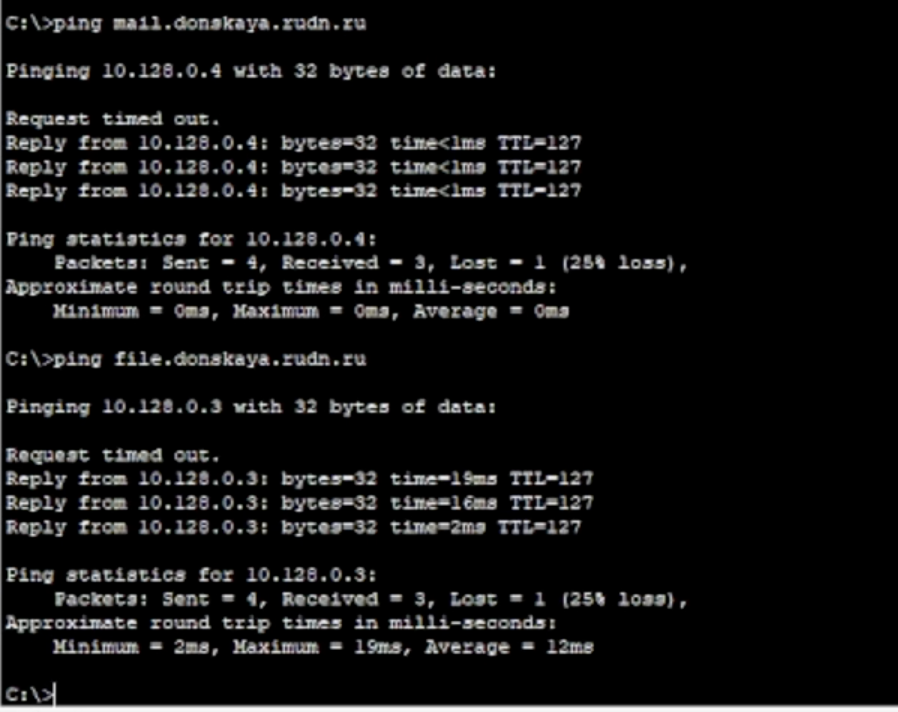 C:\>ping mail.donskaya.rudn.ru
Pinging 10.128.0.4 with 32 bytes of data:
Request timed out.
Reply from 10.128.0.4: bytes=32 time<1ms TTL=127
Reply from 10.128.0.4: bytes=32 time<1ms TTL=127
Reply from 10.128.0.4: bytes=32 time<1ms TTL=127
Ping statistics for 10.128.0.4:
Packets: Sent = 4, Received = 3, Lost = 1 (25% loss),
Approximate round trip times in milli-seconds:
Minimum = 0ms, Maximum = 0ms, Average = 0ms
C:\>ping file.donskaya.rudn.ru
Pinging 10.128.0.3 with 32 bytes of data:
Request timed out.
Reply from 10.128.0.3: bytes=32 time=19ms TTL=127
Reply from 10.128.0.3: bytes=32 time=16ms TTL=127
Reply from 10.128.0.3: bytes=32 time=2ms TTL=127
Ping statistics for 10.128.0.3:
Packets: Sent = 4, Received = 3, Lost = 1 (25% loss),
Approximate round trip times in milli-seconds:
Minimum = 2ms, Maximum = 19ms, Average = 12ms
C:\>